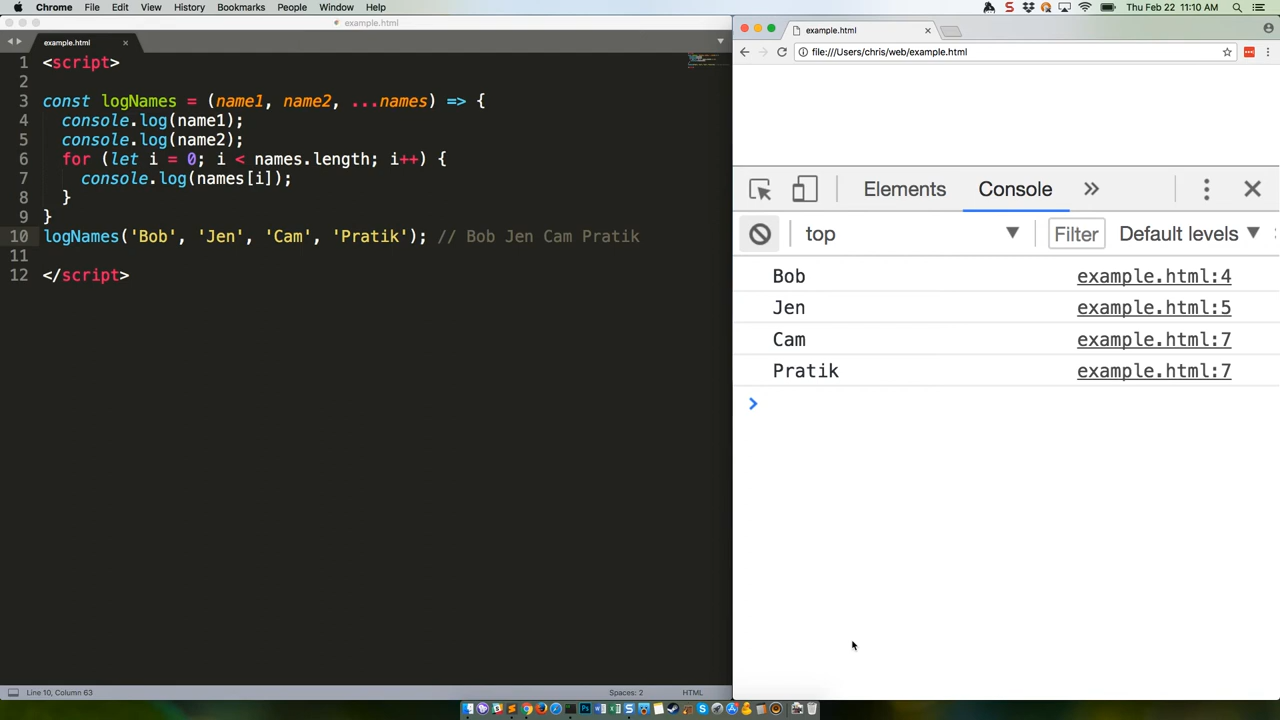 Chrome File Edit View History Bookmarks People Window Help Thu Feb 22 11:10 AM
example.html
example.html ×
1 <script>
2
3 const logNames = (name1, name2, ...names) => {
4 console.log(name1);
5 console.log(name2);
6 for (let i = 0; i < names.length; i++) {
7 console.log(names[i]);
8 }
9 }
10 logNames('Bob', 'Jen', 'Cam', 'Pratik'); // Bob Jen Cam Pratik
11
12 </script>
Line 10, Column 63 Spaces: 2 HTML
example.html ×
file:///Users/chris/web/example.html
Elements Console »
top Filter Default levels
Bob example.html:4
Jen example.html:5
Cam example.html:7
Pratik example.html:7
>